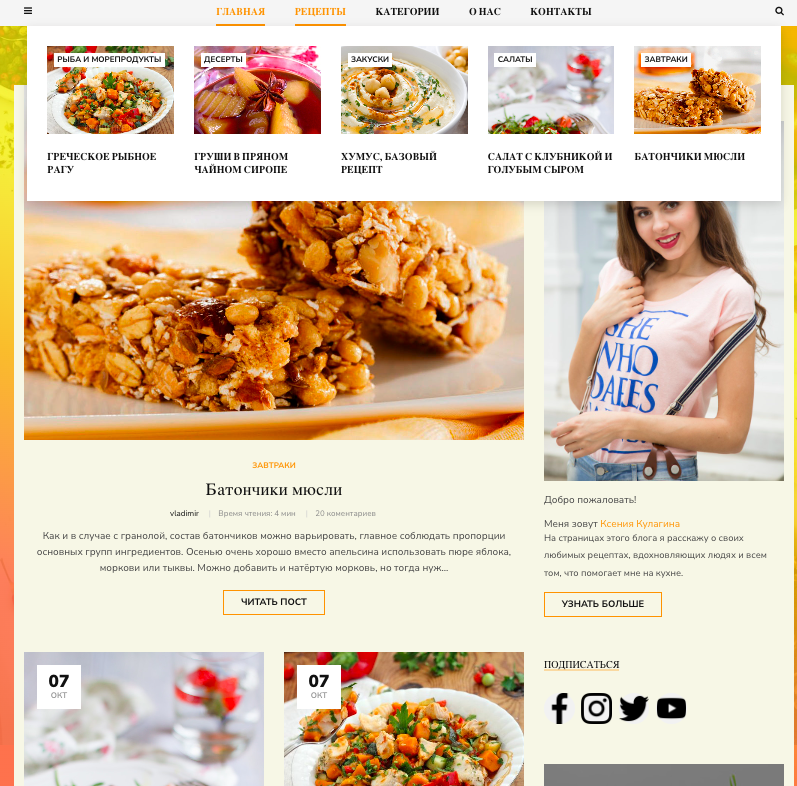 ГЛАВНАЯ РЕЦЕПТЫ КАТЕГОРИИ О НАС КОНТАКТЫ
РЫБА И МОРЕПРОДУКТЫ
ДЕСЕРТЫ
ЗАКУСКИ
САЛАТЫ
ЗАВТРАКИ
ГРЕЧЕСКОЕ РЫБНОЕ
РАГУ
ГРУШИ В ПРЯНОМ
ЧАЙНОМ СИРОПЕ
ХУМУС, БАЗОВЫЙ
РЕЦЕПТ
САЛАТ С КЛУБНИКОЙ И
ГОЛУБЫМ СЫРОМ
БАТОНЧИКИ МЮСЛИ
ЗАВТРАКИ
Батончики мюсли
vladimir | Время чтения: 4 мин | 20 коментариев
Как и в случае с гранолой, состав батончиков можно варьировать, главное соблюдать пропорции
основных групп ингредиентов. Осенью очень хорошо вместо апельсина использовать пюре яблока,
моркови или тыквы. Можно добавить и натёртую морковь, но тогда нуж...
ЧИТАТЬ ПОСТ
07
ОКТ
07
ОКТ
SHE
WHO
DARES
Добро пожаловать!
Меня зовут Ксения Кулагина
На страницах этого блога я расскажу о своих
любимых рецептах, вдохновляющих людях и всем
том, что помогает мне на кухне.
УЗНАТЬ БОЛЬШЕ
ПОДПИСАТЬСЯ